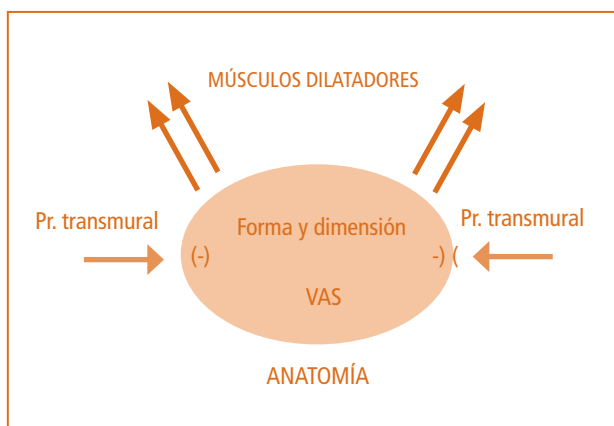 MÚSCULOS DILATADORES
Pr. transmural
Forma y dimensión
Pr. transmural
(-)
-) (
VAS
ANATOMÍA